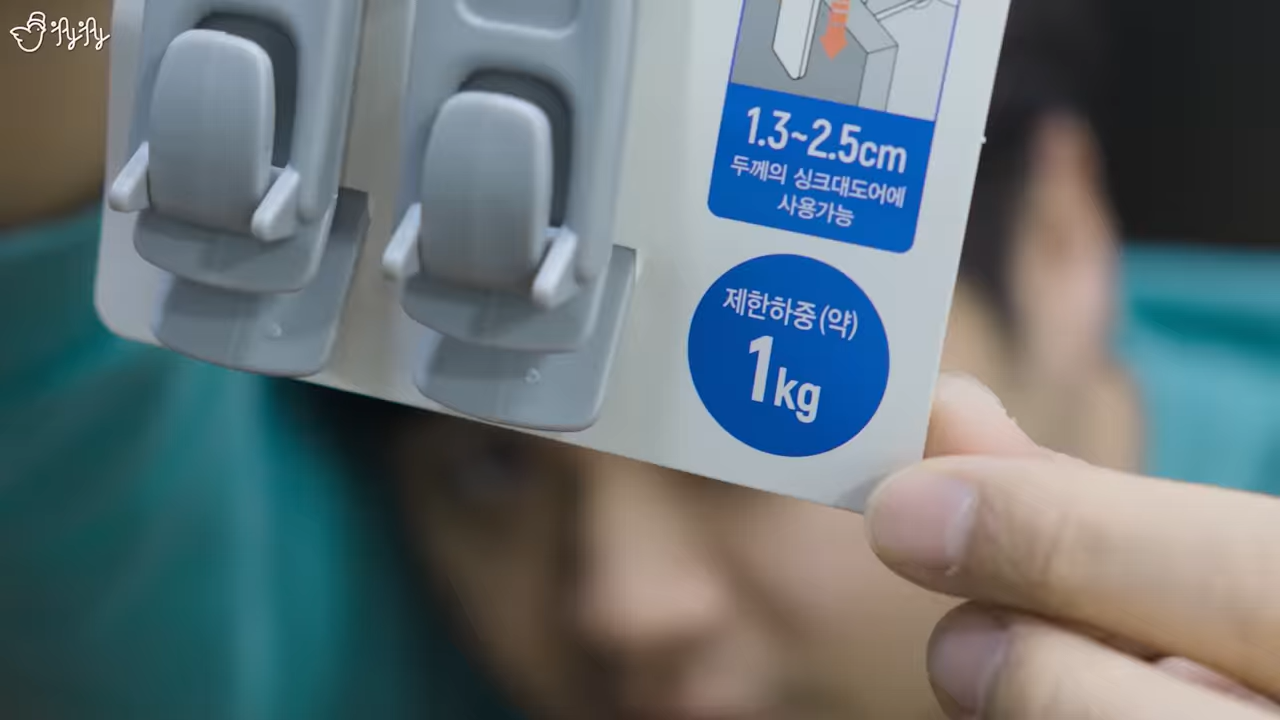 1.3~2.5cm
두께의 싱크대도어에
사용가능
제한하중(약)
1kg